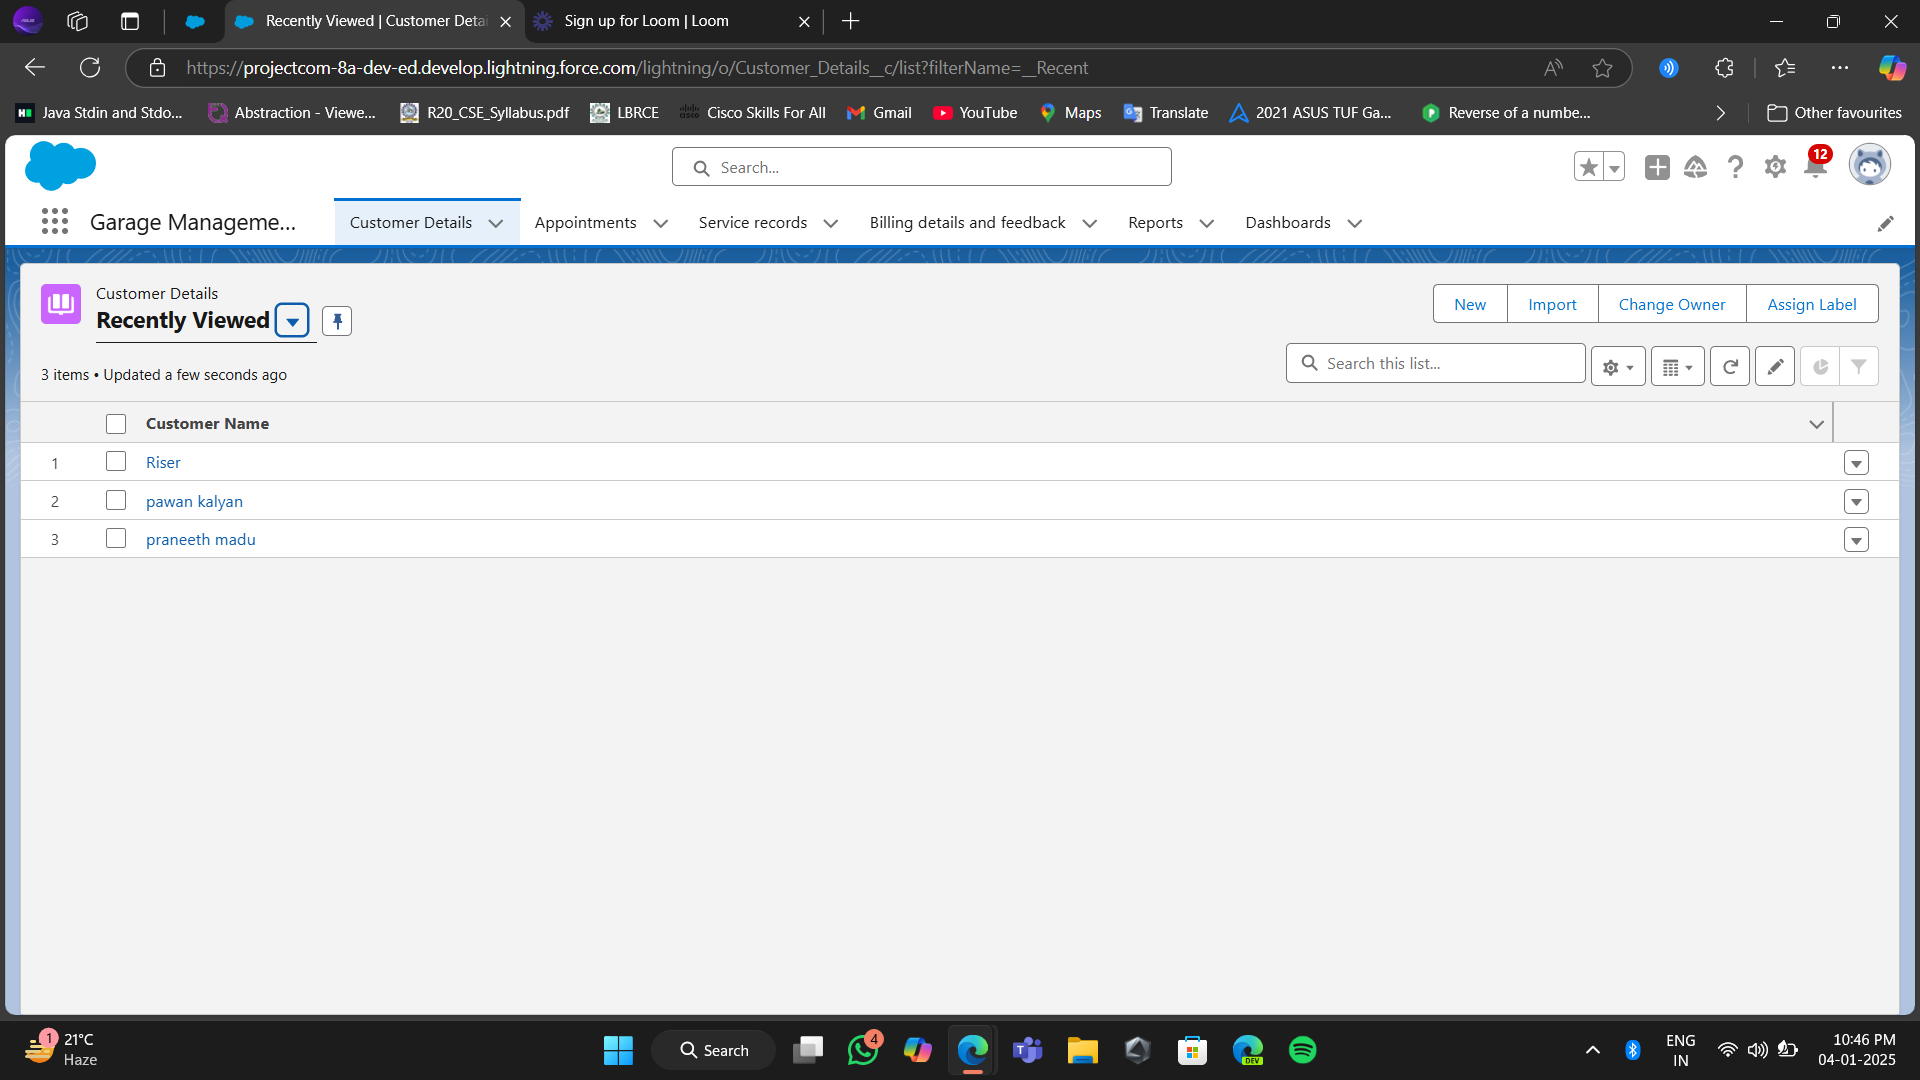 Recently Viewed | Customer Detai
Sign up for Loom | Loom
https://projectcom-8a-dev-ed.develop.lightning.force.com/lightning/o/Customer_Details__c/list?filterName=__Recent
Java Stdin and Stdo...
Abstraction - Viewe...
R20_CSE_Syllabus.pdf
LBRCE
Cisco Skills For All
Gmail
YouTube
Maps
Translate
2021 ASUS TUF Ga...
Reverse of a numbe...
Other favourites
Search...
12
Garage Manageme...
Customer Details
Appointments
Service records
Billing details and feedback
Reports
Dashboards
Customer Details
Recently Viewed
New
Import
Change Owner
Assign Label
3 items • Updated a few seconds ago
Search this list...
Customer Name
1 Riser
2 pawan kalyan
3 praneeth madu
1
21°C
Haze
Search
4
DEV
ENG
IN
10:46 PM
04-01-2025